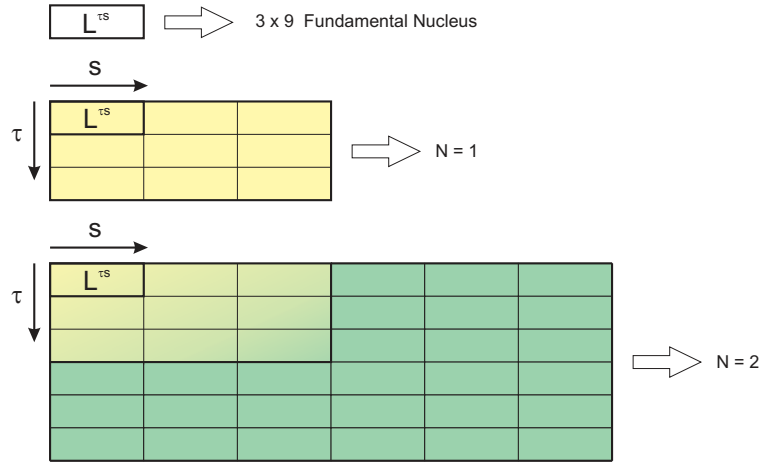 L^τs 3 x 9 Fundamental Nucleus
s
τ L^τs
N = 1
s
τ L^τs
N = 2